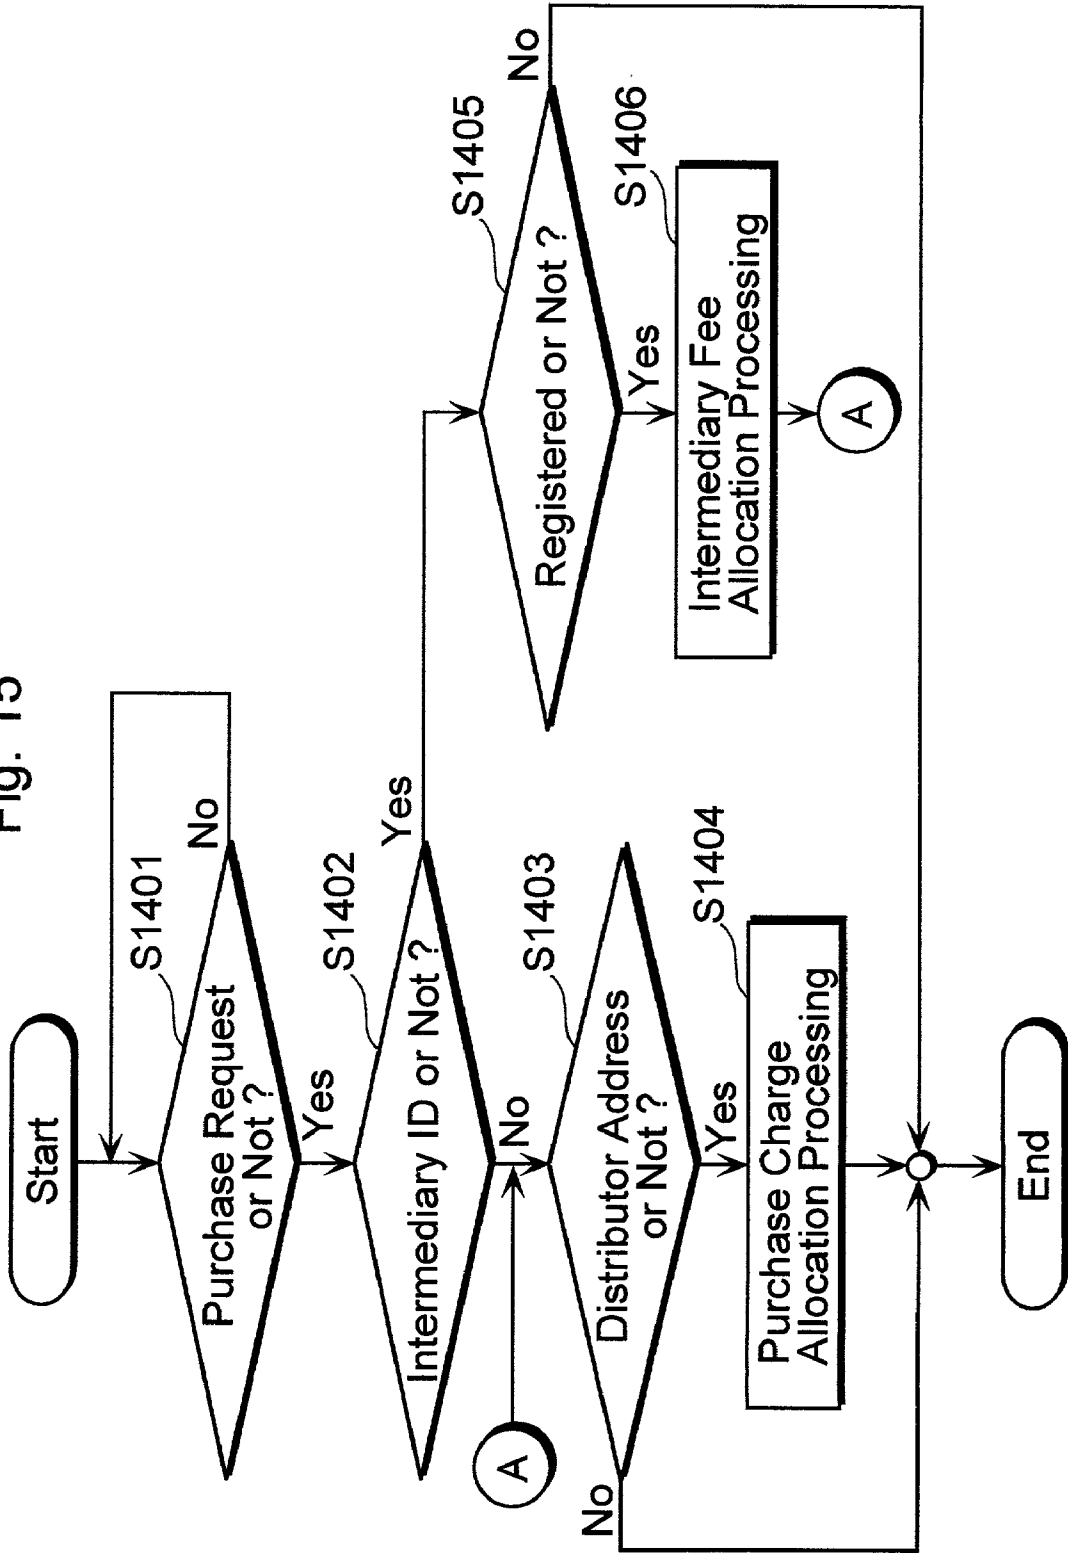 Fig. 15
Start
S1401
Purchase Request
or Not ?
No
Yes
S1402
Intermediary ID or Not ?
Yes
No
A
S1403
Distributor Address
or Not ?
No
Yes
S1404
Purchase Charge
Allocation Processing
End
S1405
Registered or Not ?
No
Yes
S1406
Intermediary Fee
Allocation Processing
A